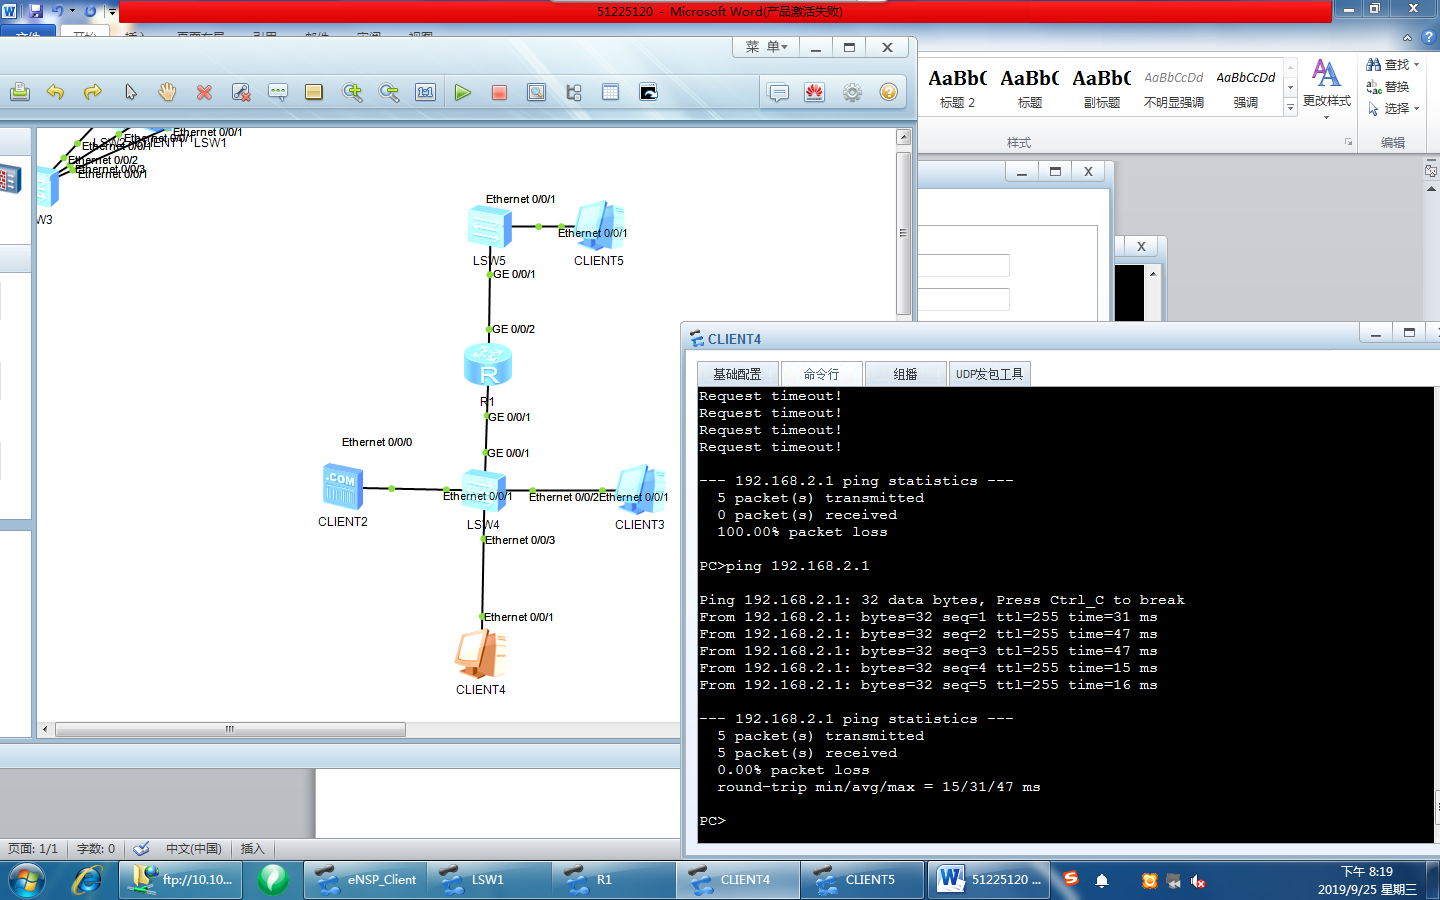 51225120 - Microsoft Word(产品激活失败)
菜 单
AaBbC
AaBbC
AaBbC
AaBbCcDd
AaBbCcDd
标题 2
标题
副标题
不明显强调
强调
更改样式
查找
替换
选择
样式
编辑
Ethernet 0/0/1
LSW1
Ethernet 0/0/2
Ethernet 0/0/3
Ethernet 0/0/1
W3
Ethernet 0/0/1
Ethernet 0/0/1
LSW5
CLIENT5
GE 0/0/1
GE 0/0/2
R
R1
GE 0/0/1
Ethernet 0/0/0
GE 0/0/1
.COM
Ethernet 0/0/1
Ethernet 0/0/2
Ethernet 0/0/1
CLIENT2
LSW4
CLIENT3
Ethernet 0/0/3
Ethernet 0/0/1
CLIENT4
CLIENT4
基础配置
命令行
组播
UDP发包工具
Request timeout!
Request timeout!
Request timeout!
Request timeout!
--- 192.168.2.1 ping statistics ---
5 packet(s) transmitted
0 packet(s) received
100.00% packet loss
PC>ping 192.168.2.1
Ping 192.168.2.1: 32 data bytes, Press Ctrl_C to break
From 192.168.2.1: bytes=32 seq=1 ttl=255 time=31 ms
From 192.168.2.1: bytes=32 seq=2 ttl=255 time=47 ms
From 192.168.2.1: bytes=32 seq=3 ttl=255 time=47 ms
From 192.168.2.1: bytes=32 seq=4 ttl=255 time=15 ms
From 192.168.2.1: bytes=32 seq=5 ttl=255 time=16 ms
--- 192.168.2.1 ping statistics ---
5 packet(s) transmitted
5 packet(s) received
0.00% packet loss
round-trip min/avg/max = 15/31/47 ms
PC>
页面: 1/1
字数: 0
中文(中国)
插入
ftp://10.10...
eNSP_Client
LSW1
R1
CLIENT4
CLIENT5
51225120 ...
下午 8:19
2019/9/25 星期三